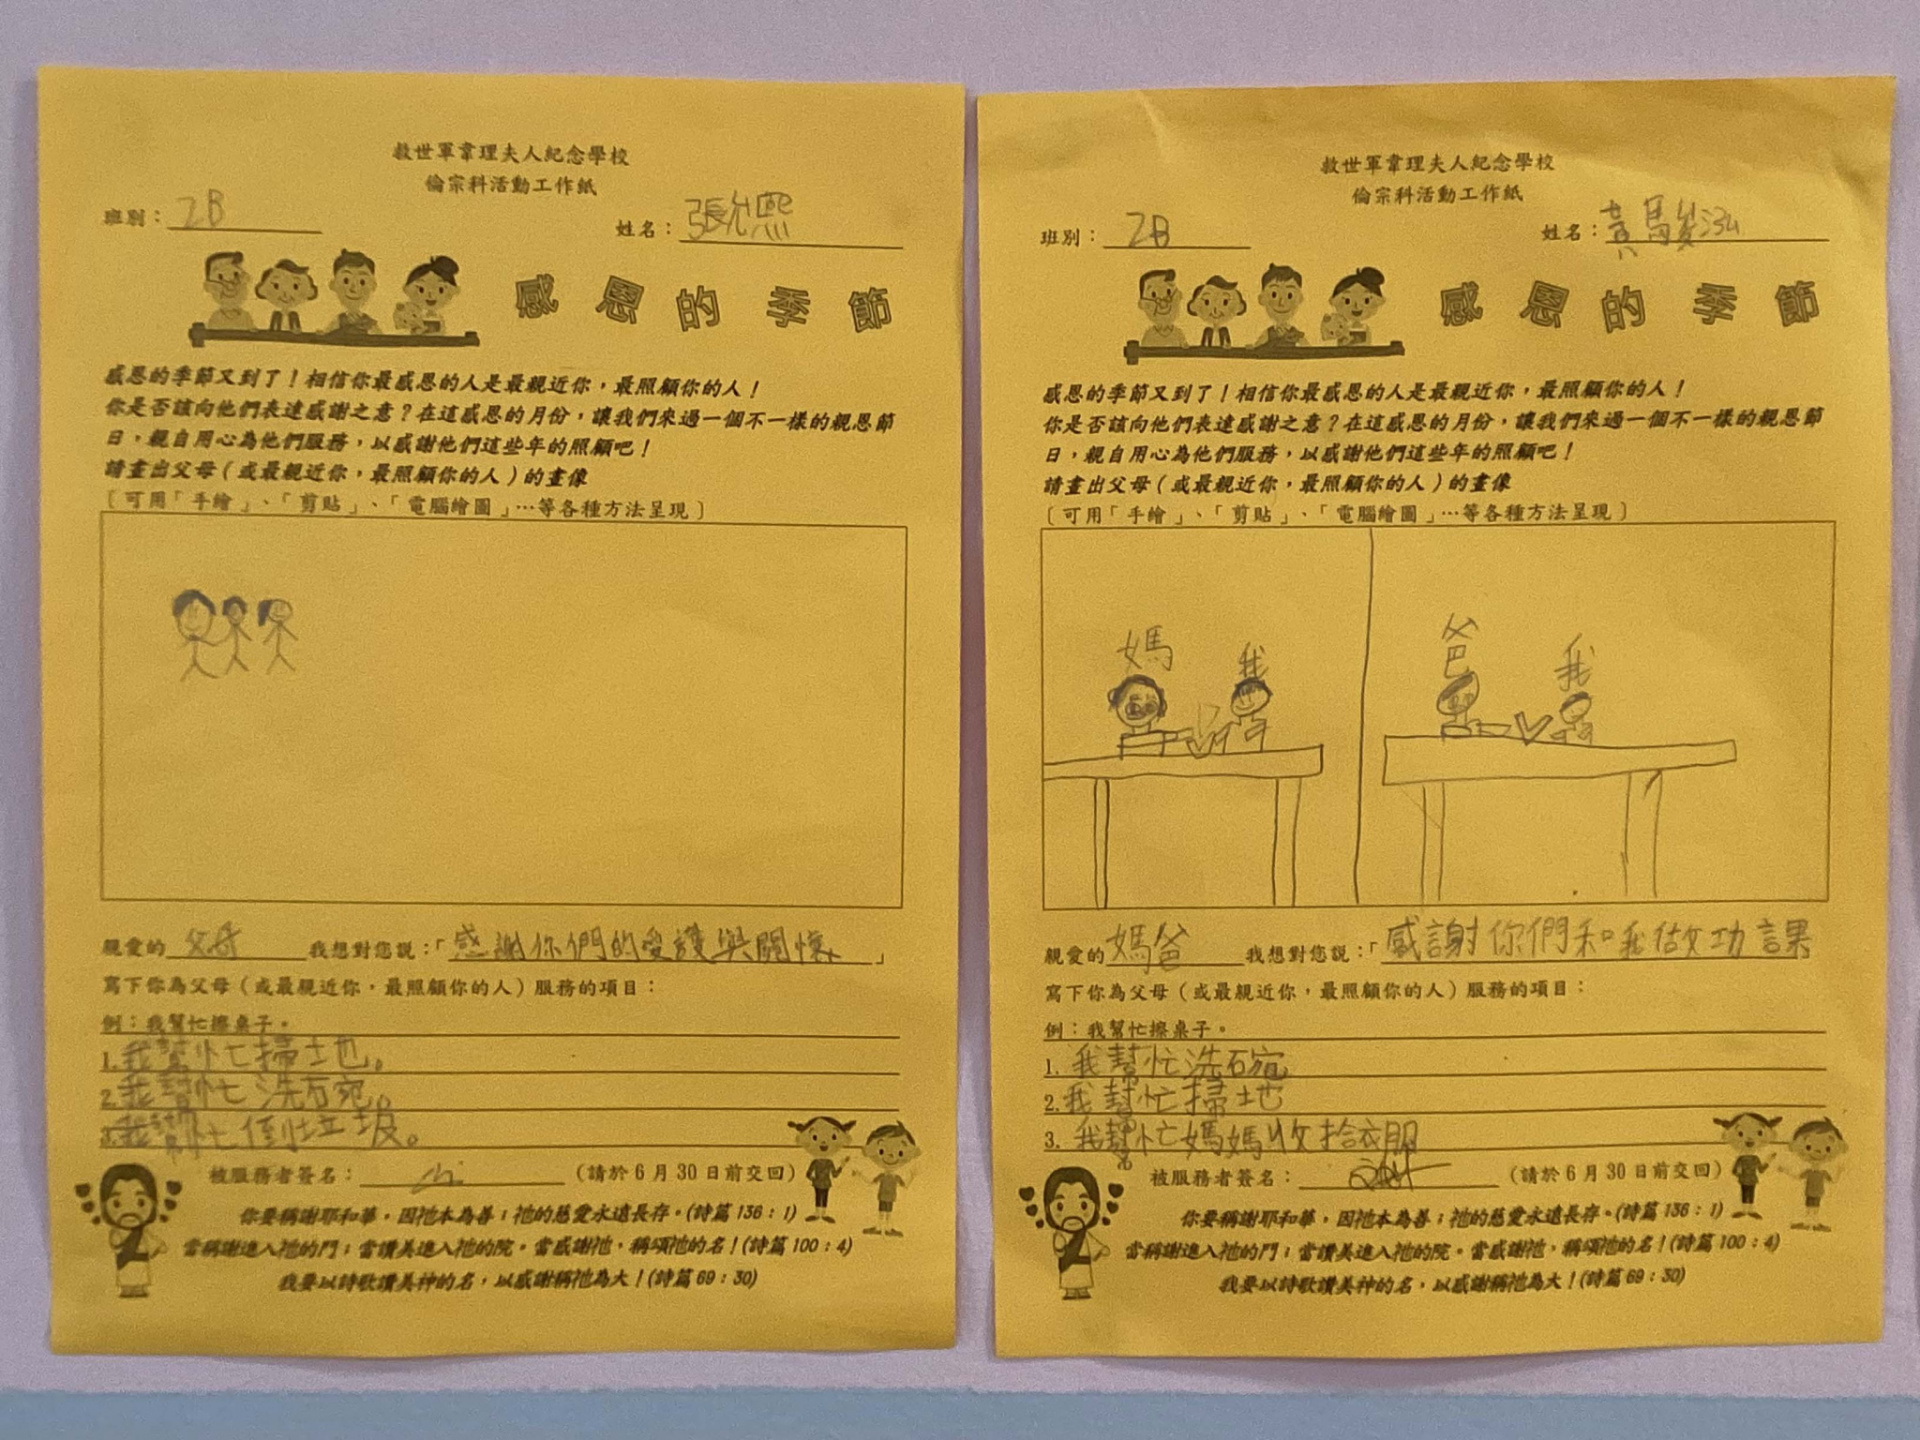 救世軍韋理夫人紀念學校
倫宗科活動工作紙
班別：2B 姓名：張允熙
感恩的季節
感恩的季節又到了！相信你最感恩的人是最親近你，最照顧你的人！
你是否該向他們表達感謝之意？在這感恩的月份，讓我們來過一個不一樣的親恩節
日，親自用心為他們服務，以感謝他們這些年的照顧吧！
請畫出父母（或最親近你，最照顧你的人）的畫像
〔可用「手繪」、「剪貼」、「電腦繪圖」…等各種方法呈現〕
親愛的父母 我想對您說：「感謝你們的愛護與關懷」
寫下你為父母（或最親近你，最照顧你的人）服務的項目：
例：我幫忙擦桌子。
1. 我幫忙掃地。
2. 我幫忙洗碗。
3. 我幫忙倒垃圾。
被服務者簽名： （請於6月30日前交回）
你要稱謝耶和華，因祂本為善；祂的慈愛永遠長存。(詩篇 136：1)
當稱謝進入祂的門；當讚美進入祂的院。當感謝祂，稱頌祂的名！(詩篇 100：4)
我要以詩歌讚美神的名，以感謝稱祂為大！(詩篇 69：30)
救世軍韋理夫人紀念學校
倫宗科活動工作紙
班別：2B 姓名：黃駿泓
感恩的季節
感恩的季節又到了！相信你最感恩的人是最親近你，最照顧你的人！
你是否該向他們表達感謝之意？在這感恩的月份，讓我們來過一個不一樣的親恩節
日，親自用心為他們服務，以感謝他們這些年的照顧吧！
請畫出父母（或最親近你，最照顧你的人）的畫像
〔可用「手繪」、「剪貼」、「電腦繪圖」…等各種方法呈現〕
媽 我 爸 我
親愛的媽爸 我想對您說：「感謝你們和我做功課
寫下你為父母（或最親近你，最照顧你的人）服務的項目：
例：我幫忙擦桌子。
1. 我幫忙洗碗
2. 我幫忙掃地
3. 我幫忙媽媽收拾衣服
被服務者簽名： （請於6月30日前交回）
你要稱謝耶和華，因祂本為善；祂的慈愛永遠長存。(詩篇 136：1)
當稱謝進入祂的門；當讚美進入祂的院。當感謝祂，稱頌祂的名！(詩篇 100：4)
我要以詩歌讚美神的名，以感謝稱祂為大！(詩篇 69：30)